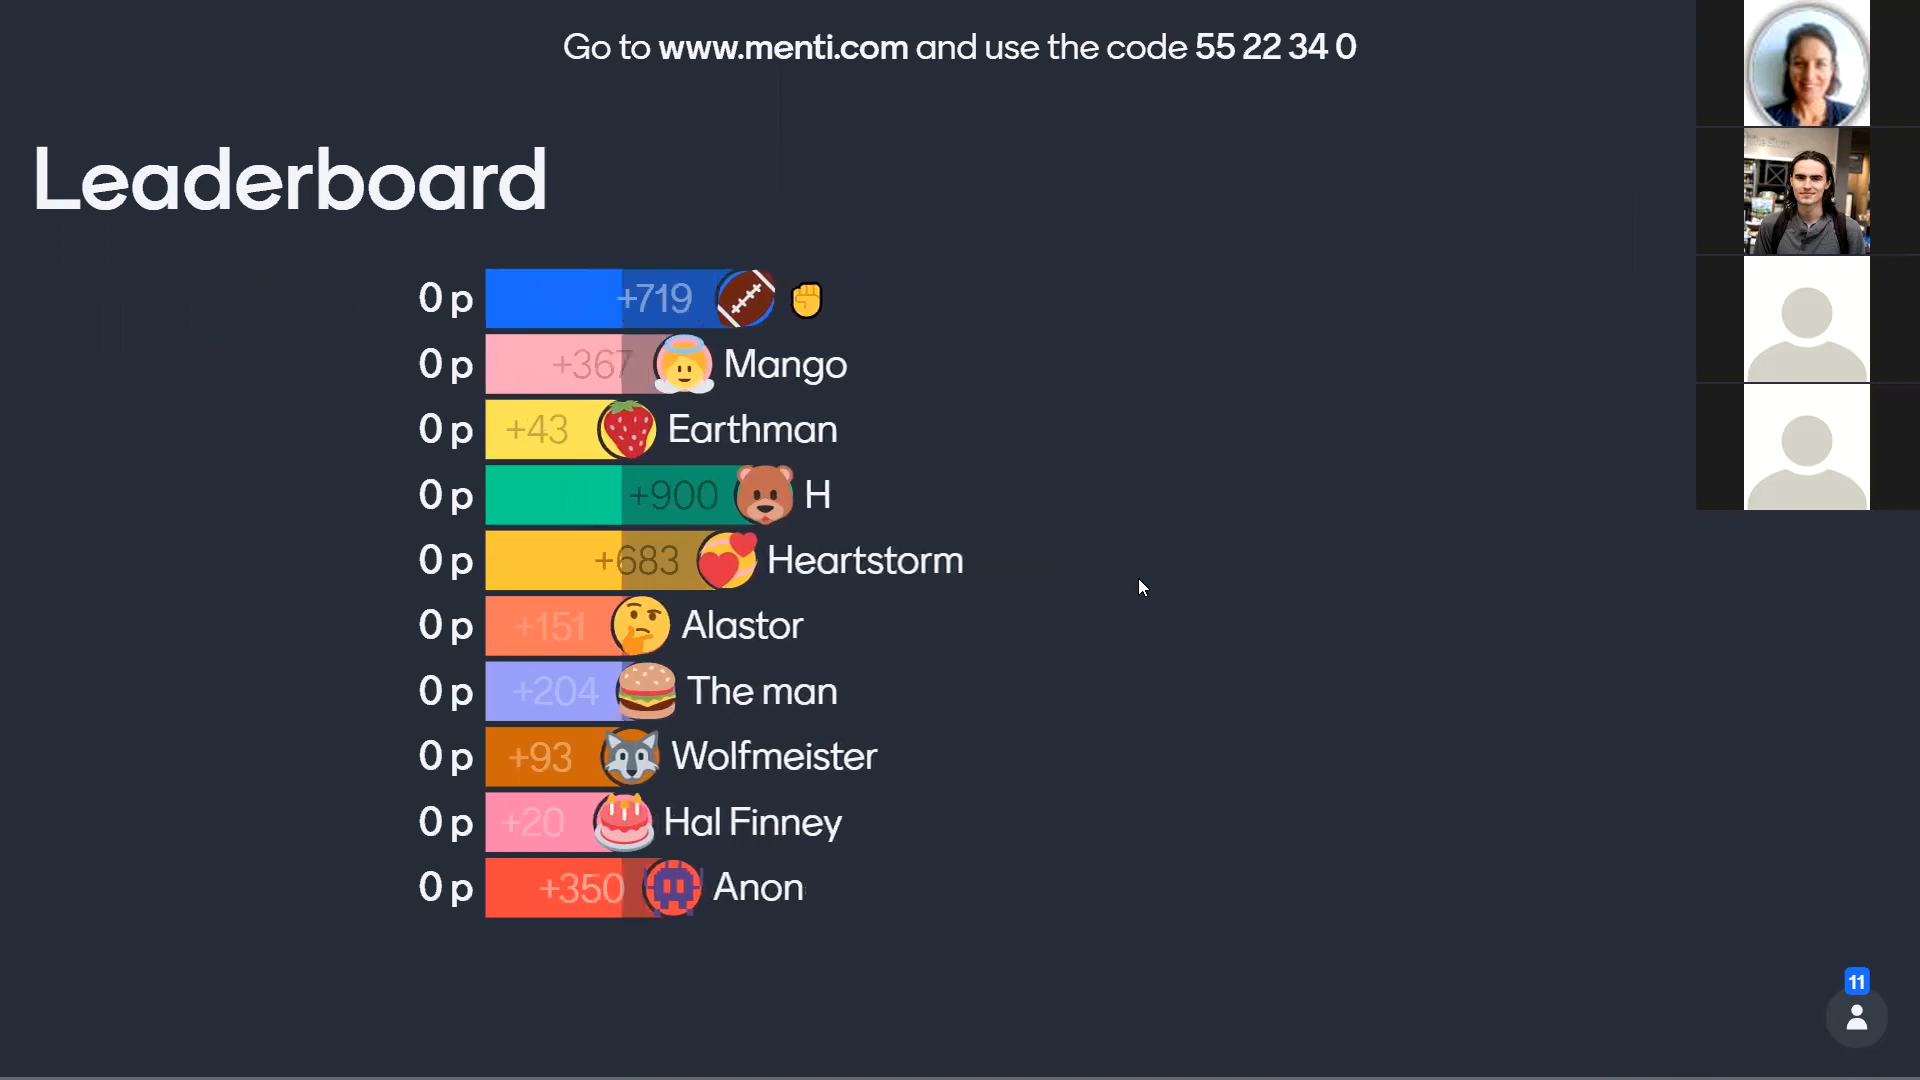 Go to www.menti.com and use the code 55 22 34 0
Leaderboard
0 p +719
0 p +367 Mango
0 p +43 Earthman
0 p +900 H
0 p +683 Heartstorm
0 p +151 Alastor
0 p +204 The man
0 p +93 Wolfmeister
0 p +20 Hal Finney
0 p +350 Anon
11